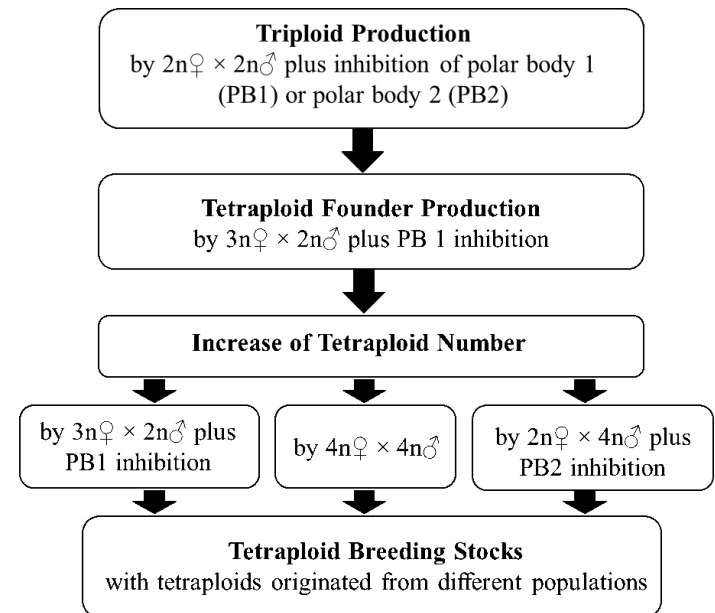 Triploid Production
by 2n♀ × 2n♂ plus inhibition of polar body 1
(PB1) or polar body 2 (PB2)
Tetraploid Founder Production
by 3n♀ × 2n♂ plus PB 1 inhibition
Increase of Tetraploid Number
by 3n♀ × 2n♂ plus
PB1 inhibition
by 4n♀ × 4n♂
by 2n♀ × 4n♂ plus
PB2 inhibition
Tetraploid Breeding Stocks
with tetraploids originated from different populations